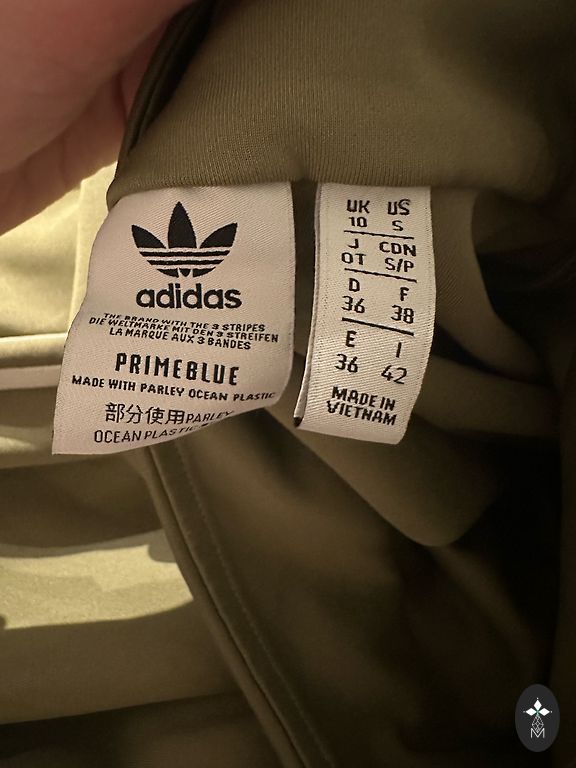 adidas
THE BRAND WITH THE 3 STRIPES
DIE WELTMARKE MIT DEN 3 STREIFEN
LA MARQUE AUX 3 BANDES
PRIMEBLUE
MADE WITH PARLEY OCEAN PLASTIC
部分使用PARLEY
OCEAN PLASTIC
UK US
10 S
J CDN
OT S/P
D F
36 38
E I
36 42
MADE IN
VIETNAM